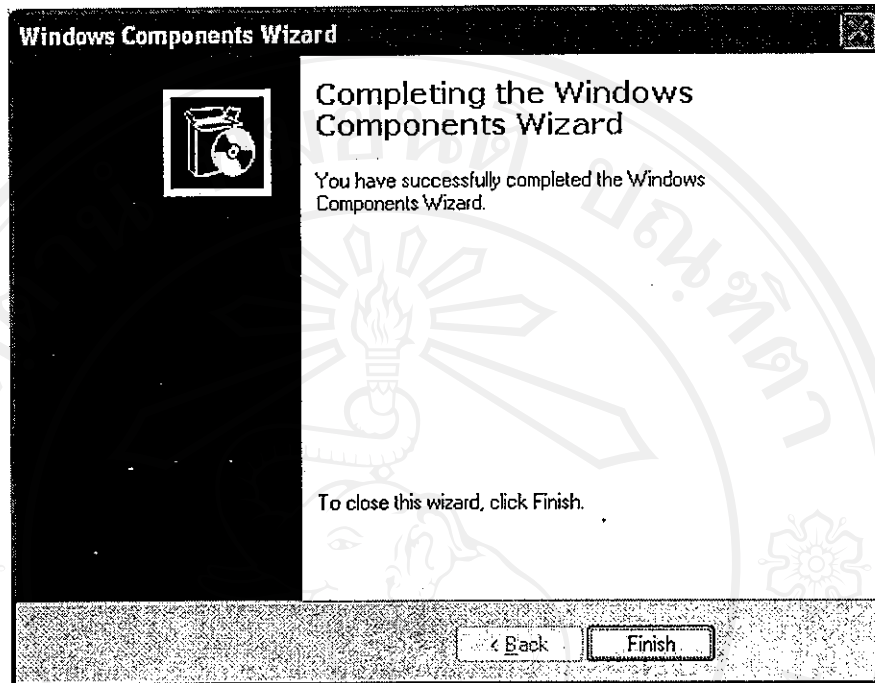 Windows Components Wizard
Completing the Windows
Components Wizard
You have successfully completed the Windows
Components Wizard.
To close this wizard, click Finish.
< Back
Finish